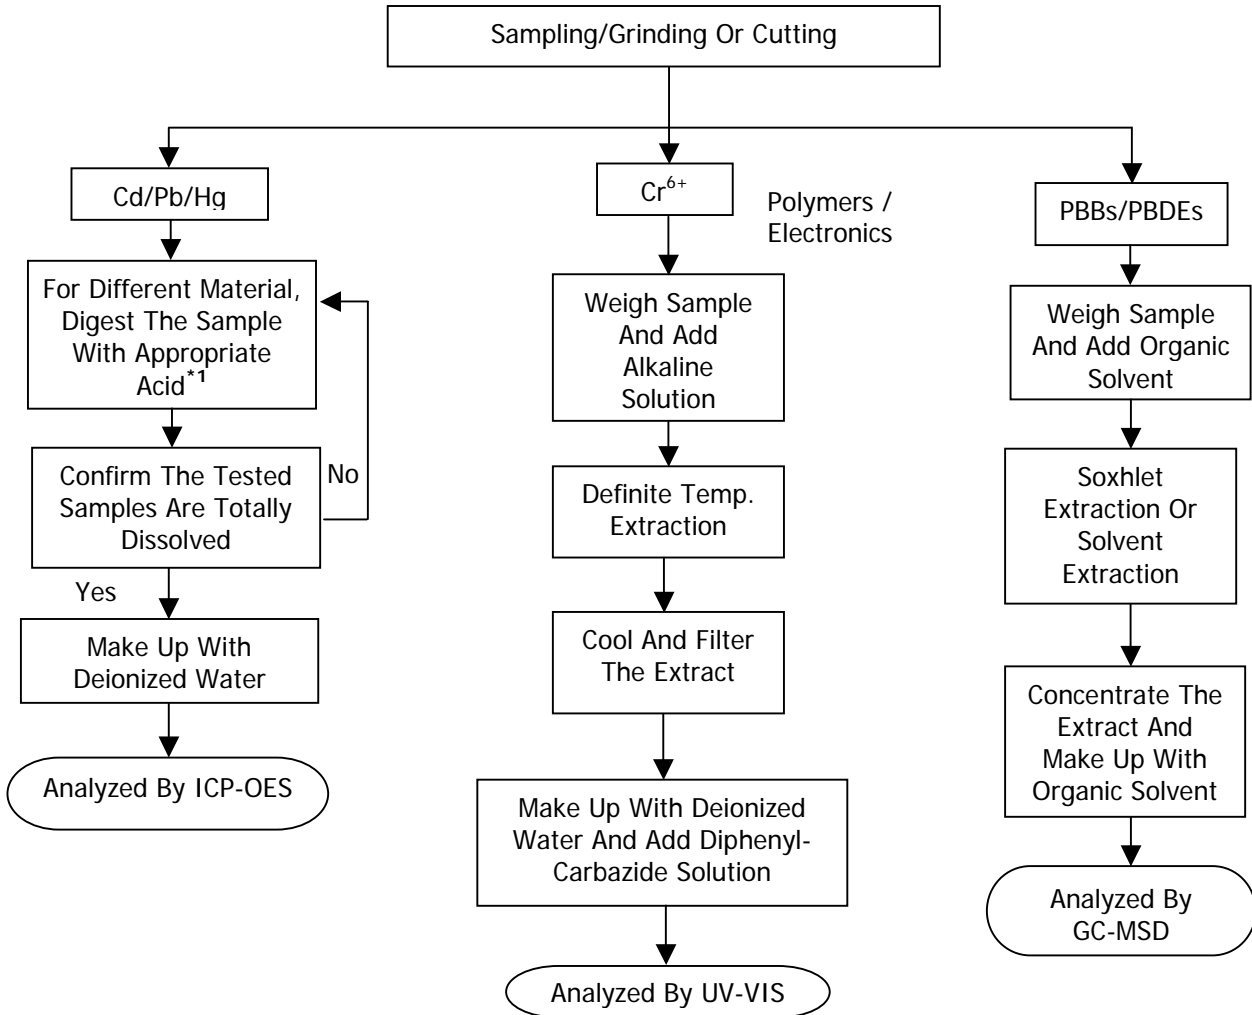 Sampling/Grinding Or Cutting
Cd/Pb/Hg
For Different Material,
Digest The Sample
With Appropriate
Acid*1
Confirm The Tested
Samples Are Totally
Dissolved
No
Yes
Make Up With
Deionized Water
Analyzed By ICP-OES
Cr6+
Polymers /
Electronics
Weigh Sample
And Add
Alkaline
Solution
Definite Temp.
Extraction
Cool And Filter
The Extract
Make Up With Deionized
Water And Add Diphenyl-
Carbazide Solution
Analyzed By UV-VIS
PBBs/PBDEs
Weigh Sample
And Add Organic
Solvent
Soxhlet
Extraction Or
Solvent
Extraction
Concentrate The
Extract And
Make Up With
Organic Solvent
Analyzed By
GC-MSD